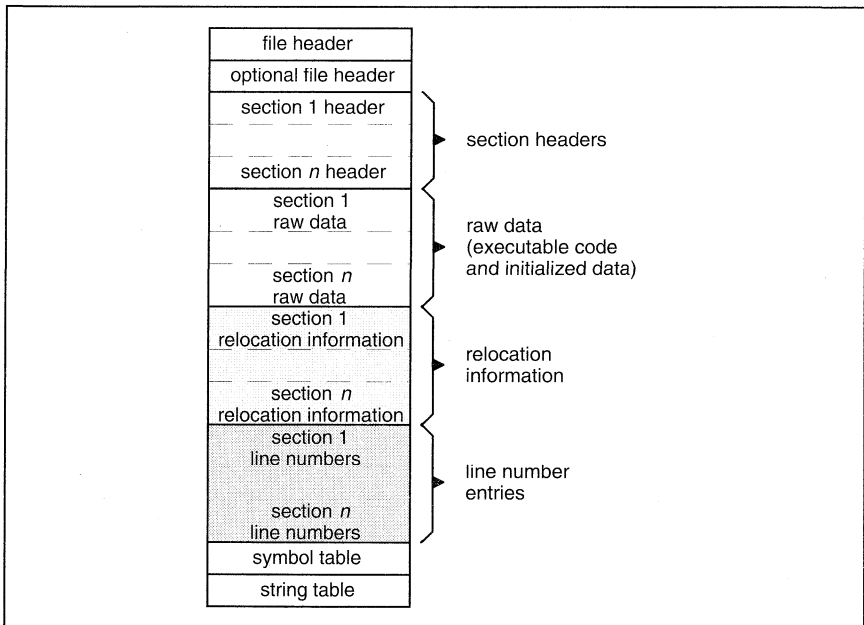 file header
optional file header
section 1 header
section n header
section headers
section 1
raw data
section n
raw data
raw data
(executable code
and initialized data)
section 1
relocation information
section n
relocation information
relocation
information
section 1
line numbers
section n
line numbers
line number
entries
symbol table
string table